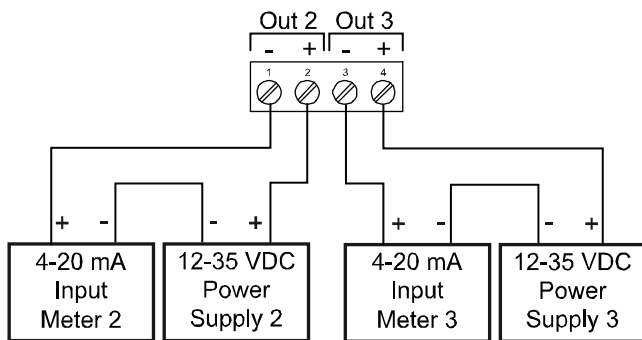 Out 2 Out 3
- + - +
1 2 3 4
+ - - + + - - +
4-20 mA
Input
Meter 2
12-35 VDC
Power
Supply 2
4-20 mA
Input
Meter 3
12-35 VDC
Power
Supply 3